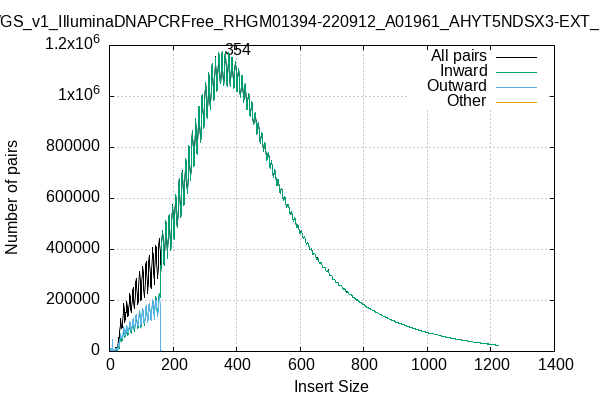 /GS_v1_IlluminaDNAPCRFree_RHGM01394-220912_A01961_AHYT5NDSX3-EXT_
1.2x10^6
1x10^6
800000
600000
400000
200000
0
Number of pairs
354
All pairs
Inward
Outward
Other
0 200 400 600 800 1000 1200 1400
Insert Size